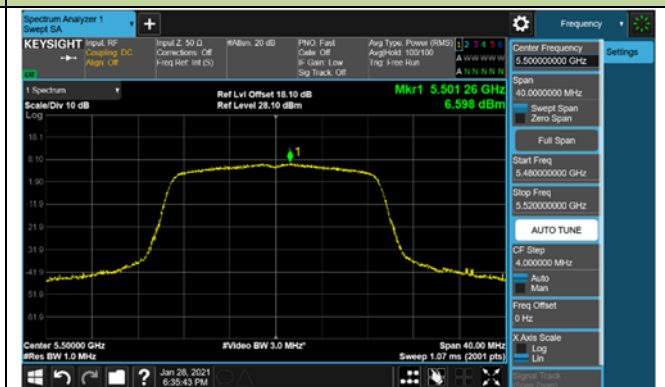 Spectrum Analyzer 1
Swept SA
+
Frequency
KEYSIGHT
Input: RF
Coupling: DC
Align: Off
Input Z: 50 Ω
Corrections: Off
Freq Ref: Int (S)
#Atten: 20 dB
PNO: Fast
Gate: Off
IF Gain: Low
Sig Track: Off
Avg Type: Power (RMS)
Avg|Hold: 100/100
Trig: Free Run
1 2 3 4 5 6
A W W W W W
A N N N N N
1 Spectrum
Scale/Div 10 dB
Log
Ref Lvl Offset 18.10 dB
Ref Level 28.10 dBm
Mkr1 5.501 26 GHz
6.598 dBm
18.1
8.10
1
-1.90
-11.9
-21.9
-31.9
-41.9
-51.9
-61.9
Center 5.50000 GHz
#Res BW 1.0 MHz
#Video BW 3.0 MHz*
Span 40.00 MHz
Sweep 1.07 ms (2001 pts)
Center Frequency
5.500000000 GHz
Settings
Span
40.0000000 MHz
Swept Span
Zero Span
Full Span
Start Freq
5.480000000 GHz
Stop Freq
5.520000000 GHz
AUTO TUNE
CF Step
4.000000 MHz
Auto
Man
Freq Offset
0 Hz
X Axis Scale
Log
Lin
Signal Track
(Span Zoom)
?
Jan 28, 2021
6:35:43 PM